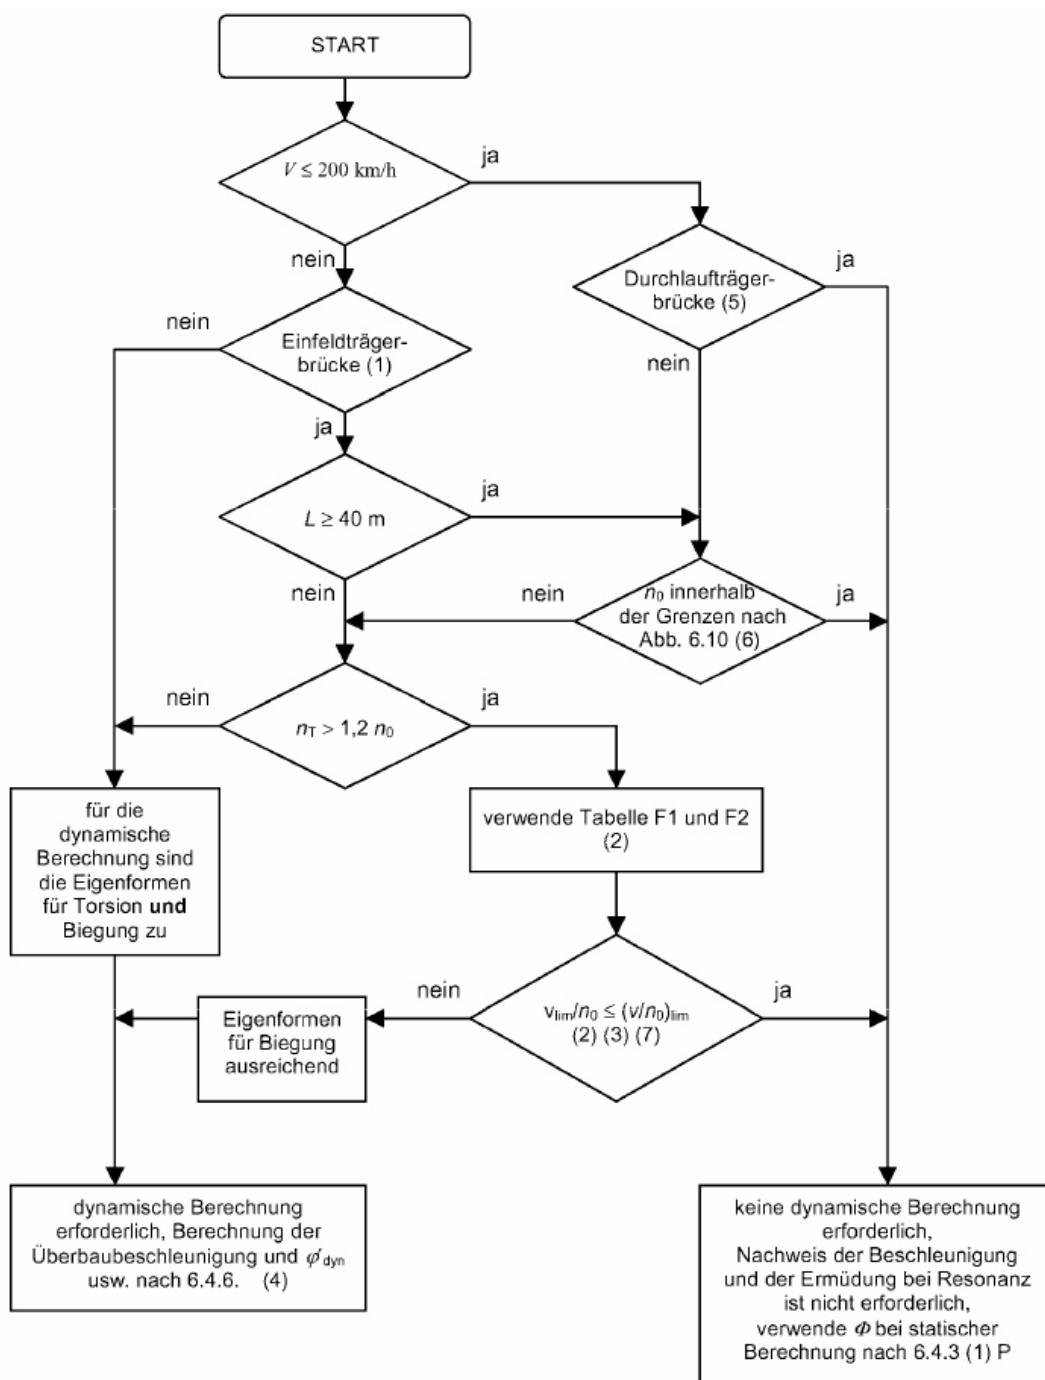 START
V ≤ 200 km/h
ja
nein
Durchlaufträger-
brücke (5)
ja
nein
nein
Einfeldträger-
brücke (1)
ja
L ≥ 40 m
ja
nein
nein
n₀ innerhalb
der Grenzen nach
Abb. 6.10 (6)
ja
nein
n_T > 1,2 n₀
ja
für die
dynamische
Berechnung sind
die Eigenformen
für Torsion und
Biegung zu
verwende Tabelle F1 und F2
(2)
nein
v_lim/n₀ ≤ (v/n₀)_lim
(2) (3) (7)
ja
Eigenformen
für Biegung
ausreichend
dynamische Berechnung
erforderlich, Berechnung der
Überbaubeschleunigung und φ'_dyn
usw. nach 6.4.6. (4)
keine dynamische Berechnung
erforderlich,
Nachweis der Beschleunigung
und der Ermüdung bei Resonanz
ist nicht erforderlich,
verwende Φ bei statischer
Berechnung nach 6.4.3 (1) P